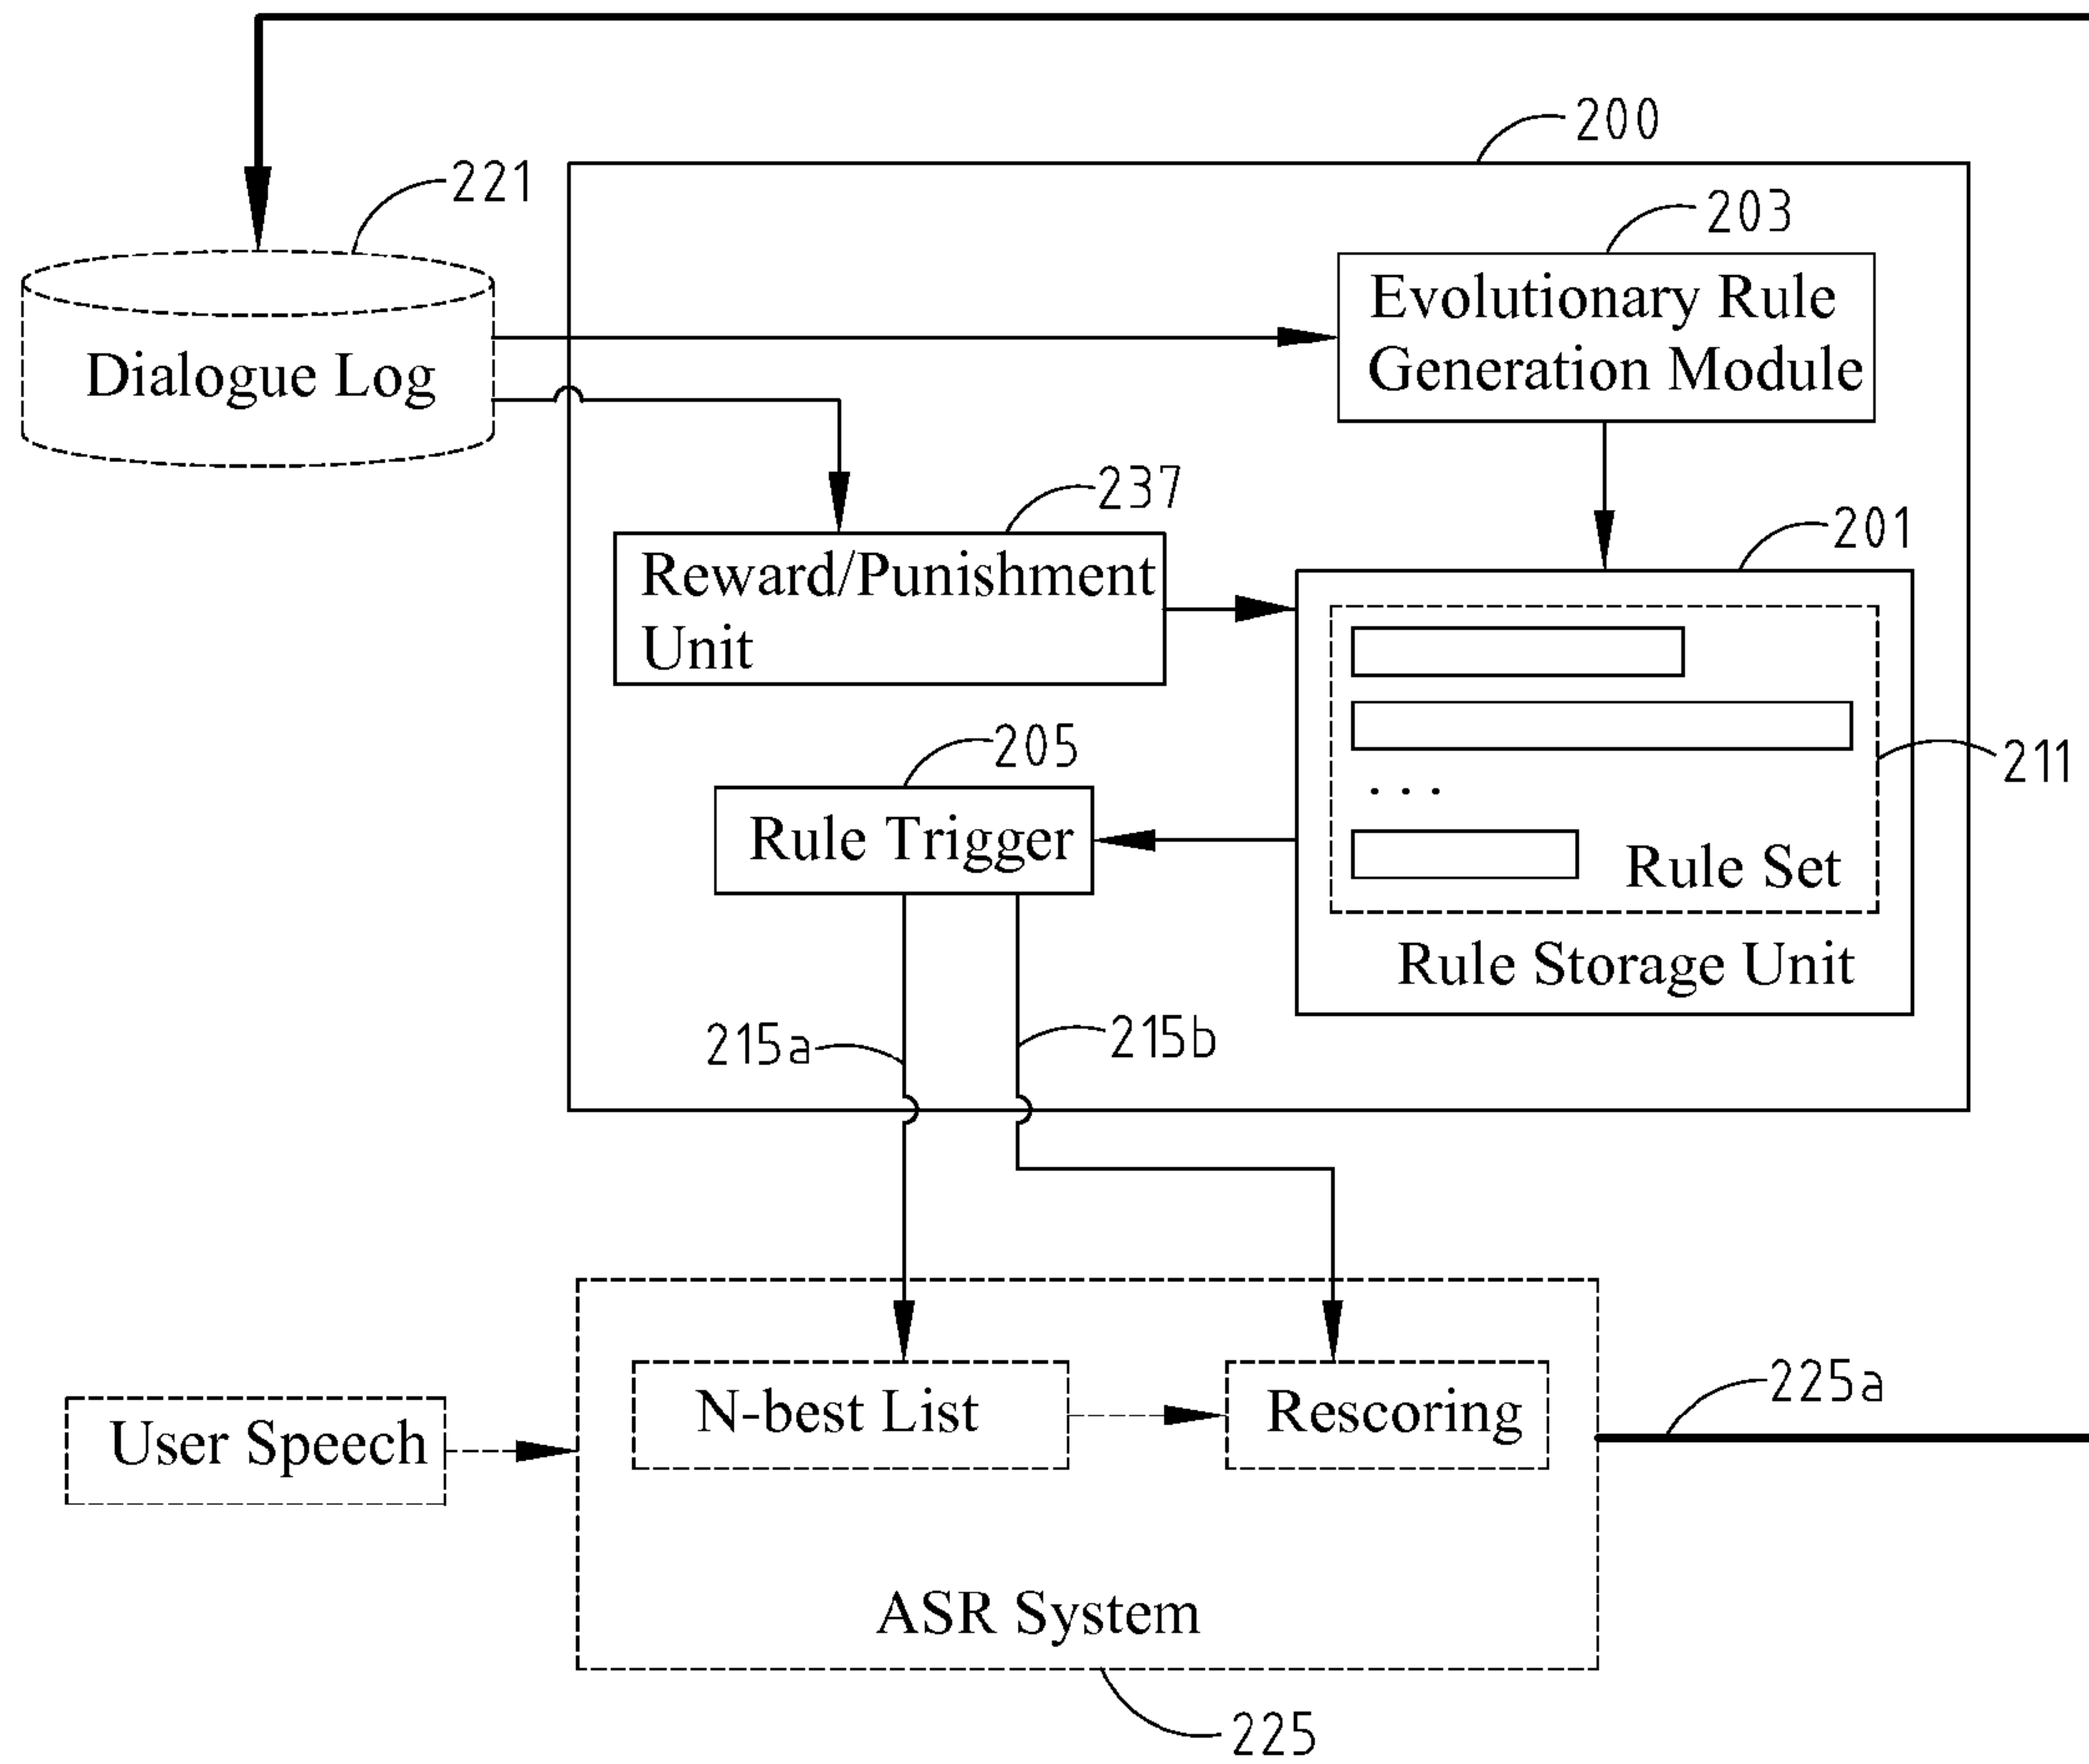 200
221
203
Evolutionary Rule
Generation Module
Dialogue Log
237
201
Reward/Punishment
Unit
205
211
Rule Trigger
. . .
Rule Set
Rule Storage Unit
215a
215b
225a
User Speech
N-best List
Rescoring
ASR System
225